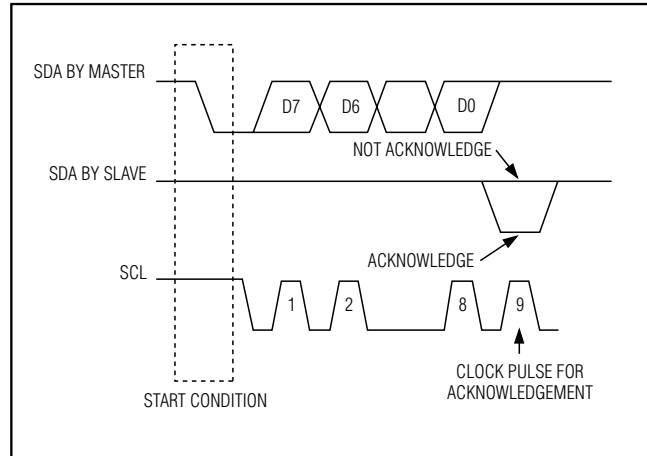 SDA BY MASTER
D7
D6
D0
NOT ACKNOWLEDGE
SDA BY SLAVE
ACKNOWLEDGE
SCL
1
2
8
9
CLOCK PULSE FOR
ACKNOWLEDGEMENT
START CONDITION